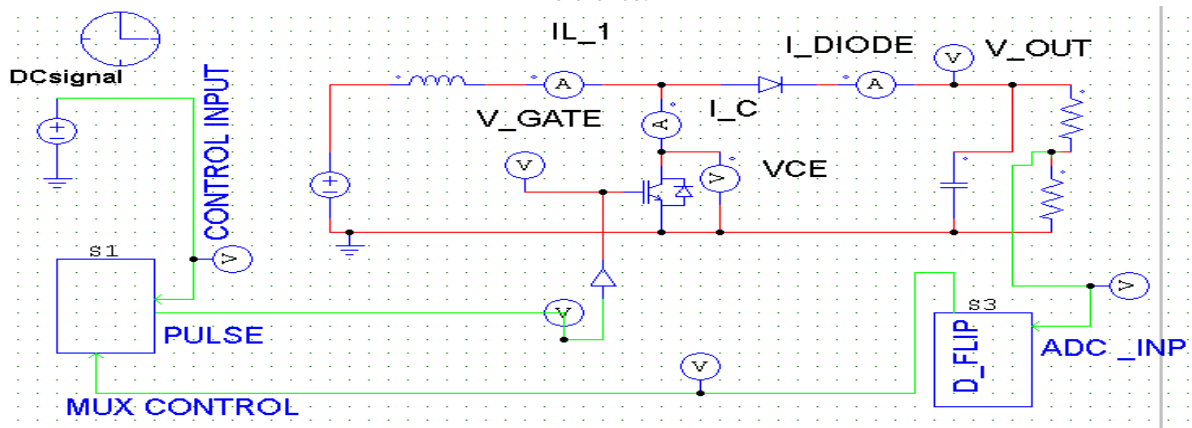 IL_1
I_DIODE
V_OUT
DCsignal
CONTROL INPUT
V_GATE
I_C
VCE
A
A
A
V
V
V
V
V
V
V
S1
PULSE
S3
D_FLIP
ADC _INP
MUX CONTROL